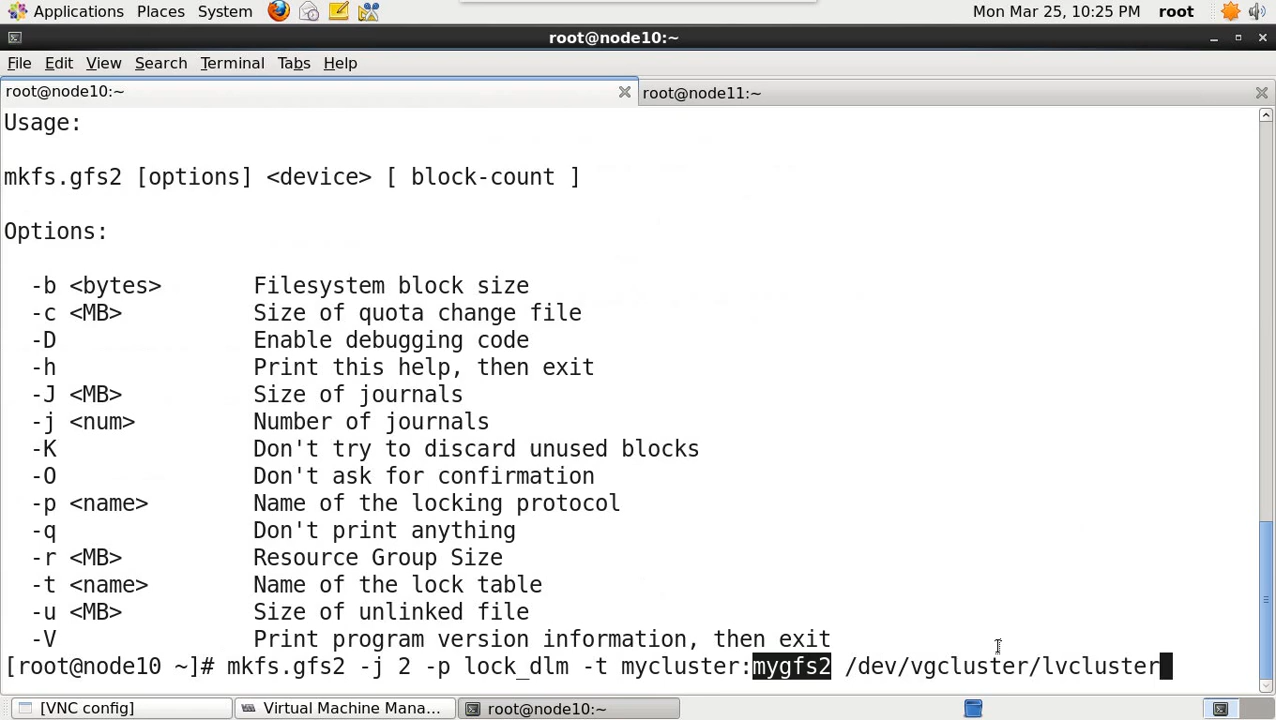 Applications Places System Mon Mar 25, 10:25 PM root
root@node10:~
File Edit View Search Terminal Tabs Help
root@node10:~ root@node11:~
Usage:
mkfs.gfs2 [options] <device> [ block-count ]
Options:
-b <bytes> Filesystem block size
-c <MB> Size of quota change file
-D Enable debugging code
-h Print this help, then exit
-J <MB> Size of journals
-j <num> Number of journals
-K Don't try to discard unused blocks
-O Don't ask for confirmation
-p <name> Name of the locking protocol
-q Don't print anything
-r <MB> Resource Group Size
-t <name> Name of the lock table
-u <MB> Size of unlinked file
-V Print program version information, then exit
[root@node10 ~]# mkfs.gfs2 -j 2 -p lock_dlm -t mycluster:mygfs2 /dev/vgcluster/lvcluster
[VNC config] Virtual Machine Mana... root@node10:~